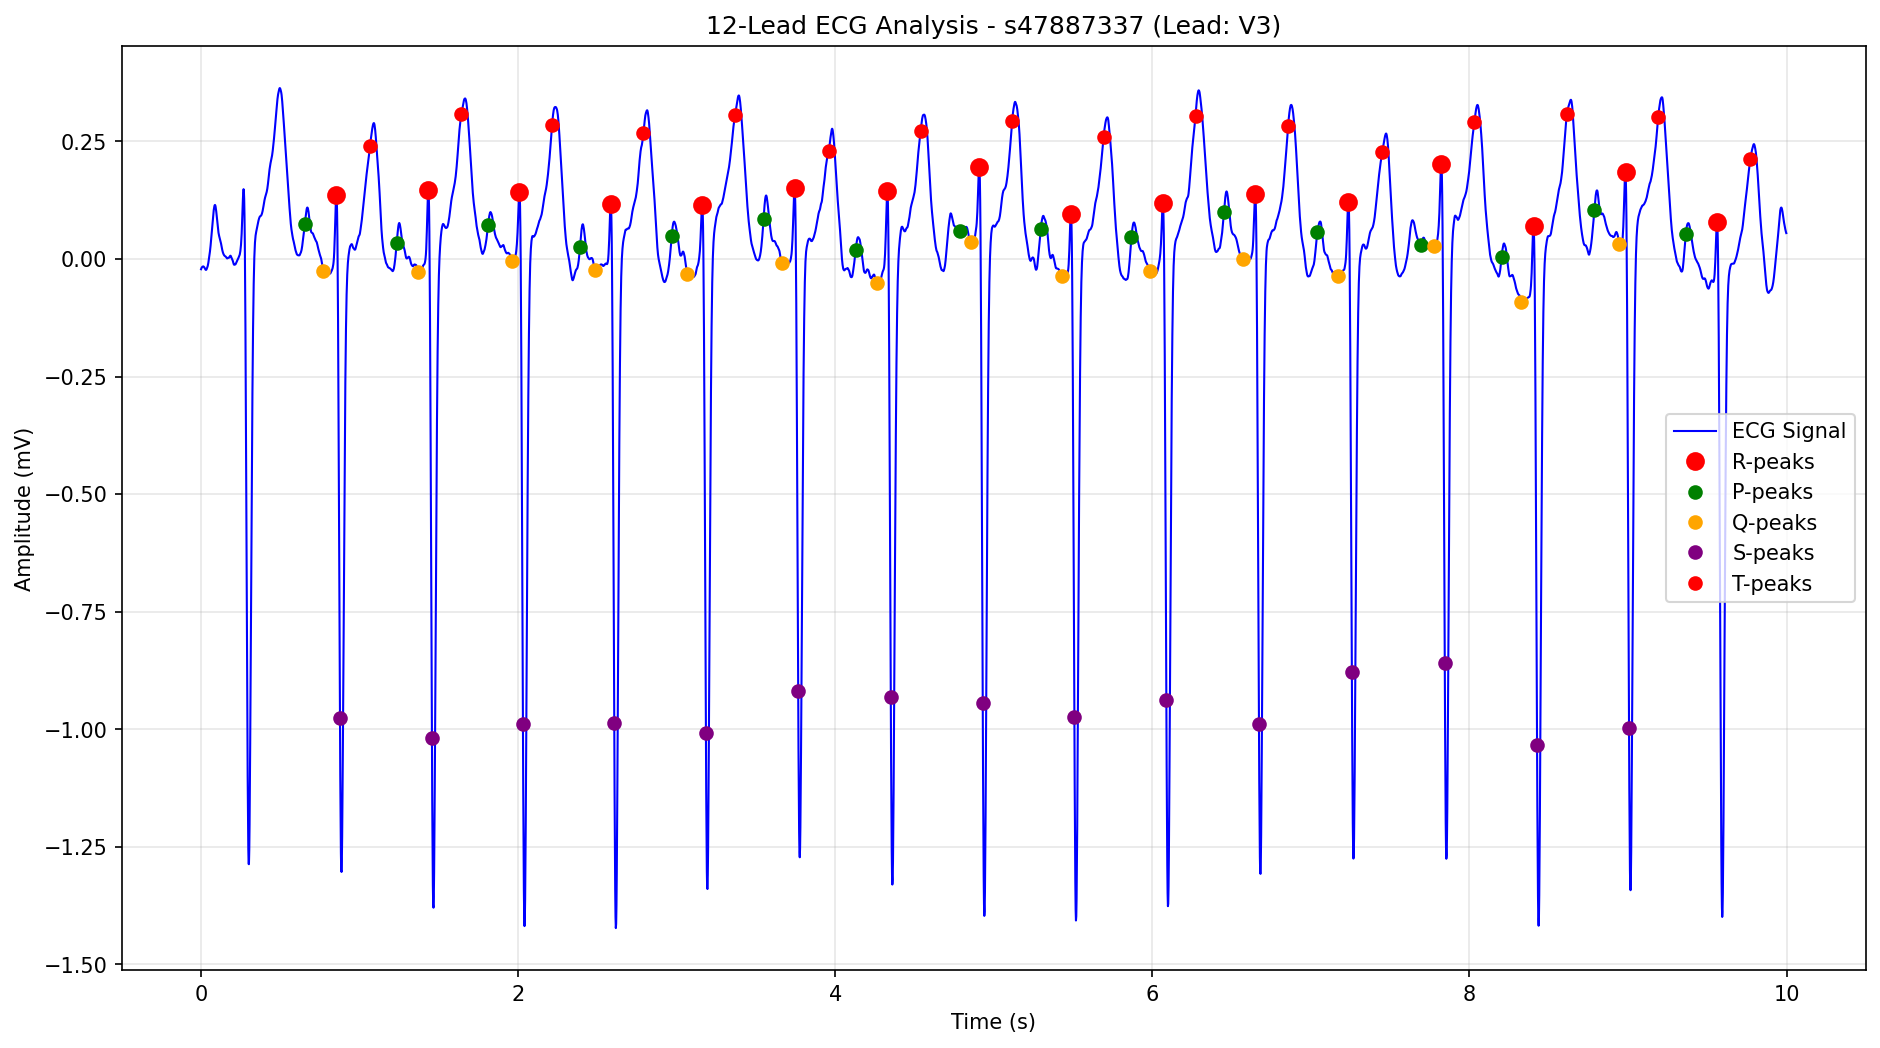 12-Lead ECG Analysis - s47887337 (Lead: V3)
0.25
0.00
−0.25
−0.50
−0.75
−1.00
−1.25
−1.50
Amplitude (mV)
ECG Signal
R-peaks
P-peaks
Q-peaks
S-peaks
T-peaks
0 2 4 6 8 10
Time (s)